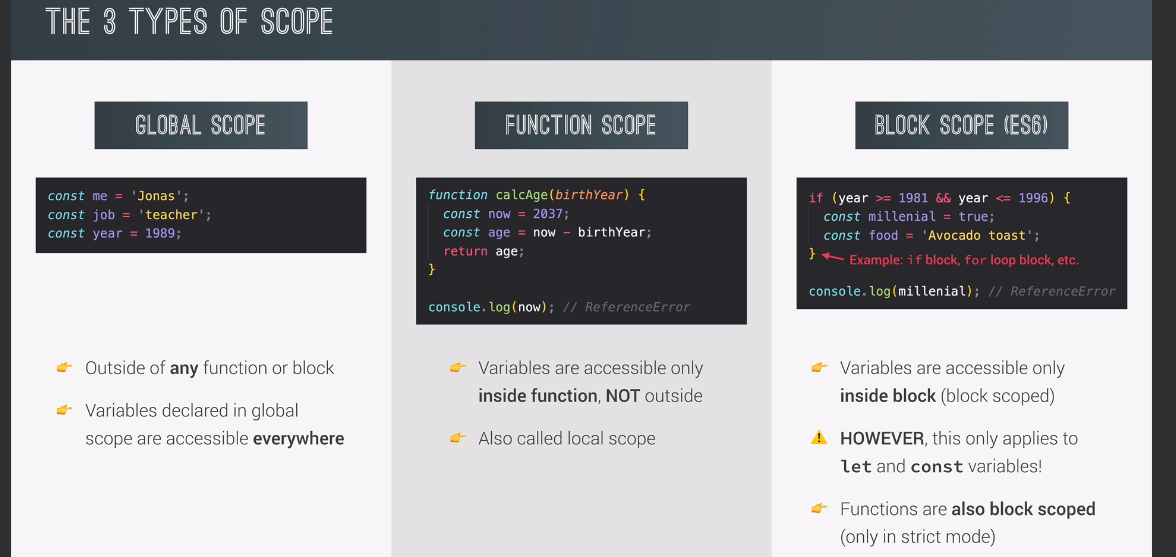 THE 3 TYPES OF SCOPE
GLOBAL SCOPE
const me = 'Jonas';
const job = 'teacher';
const year = 1989;
Outside of any function or block
Variables declared in global
scope are accessible everywhere
FUNCTION SCOPE
function calcAge(birthYear) {
const now = 2037;
const age = now − birthYear;
return age;
}
console.log(now); // ReferenceError
Variables are accessible only
inside function, NOT outside
Also called local scope
BLOCK SCOPE (ES6)
if (year >= 1981 && year <= 1996) {
const millenial = true;
const food = 'Avocado toast';
} Example: if block, for loop block, etc.
console.log(millenial); // ReferenceError
Variables are accessible only
inside block (block scoped)
HOWEVER, this only applies to
let and const variables!
Functions are also block scoped
(only in strict mode)